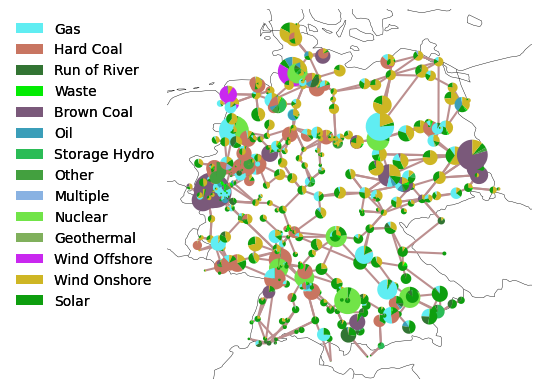 Gas
Hard Coal
Run of River
Waste
Brown Coal
Oil
Storage Hydro
Other
Multiple
Nuclear
Geothermal
Wind Offshore
Wind Onshore
Solar